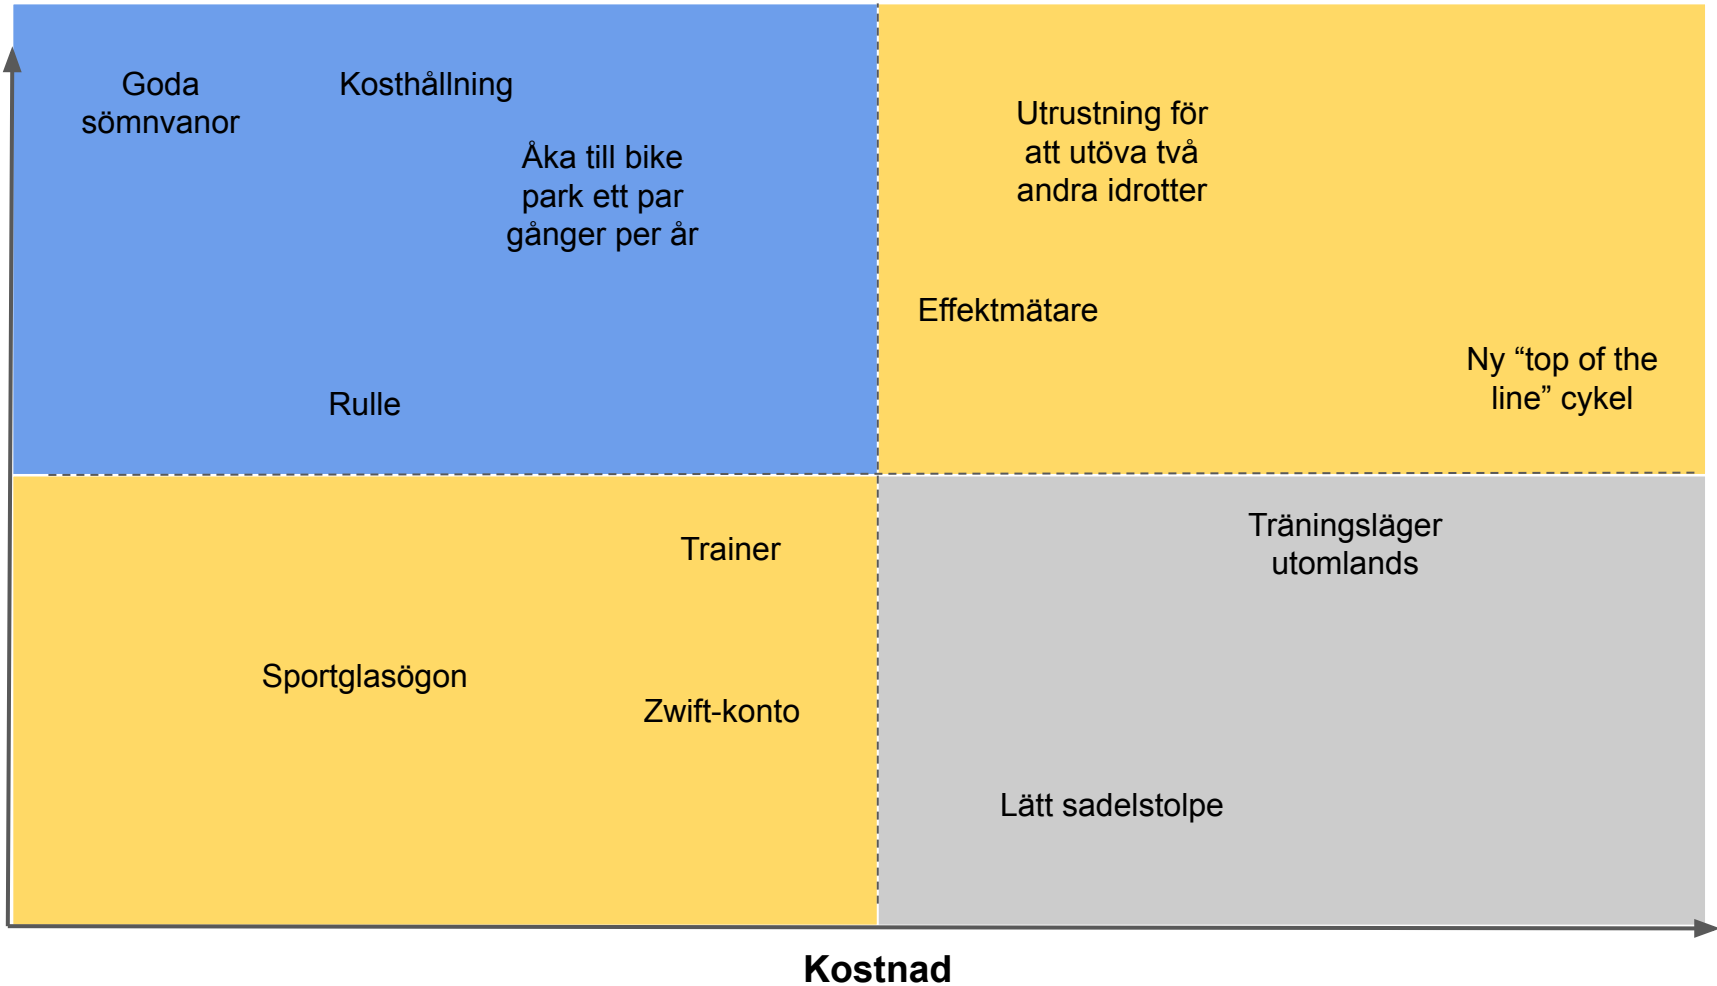 Goda
sömnvanor
Kosthållning
Åka till bike
park ett par
gånger per år
Rulle
Utrustning för
att utöva två
andra idrotter
Effektmätare
Ny “top of the
line” cykel
Trainer
Sportglasögon
Zwift-konto
Träningsläger
utomlands
Lätt sadelstolpe
Kostnad